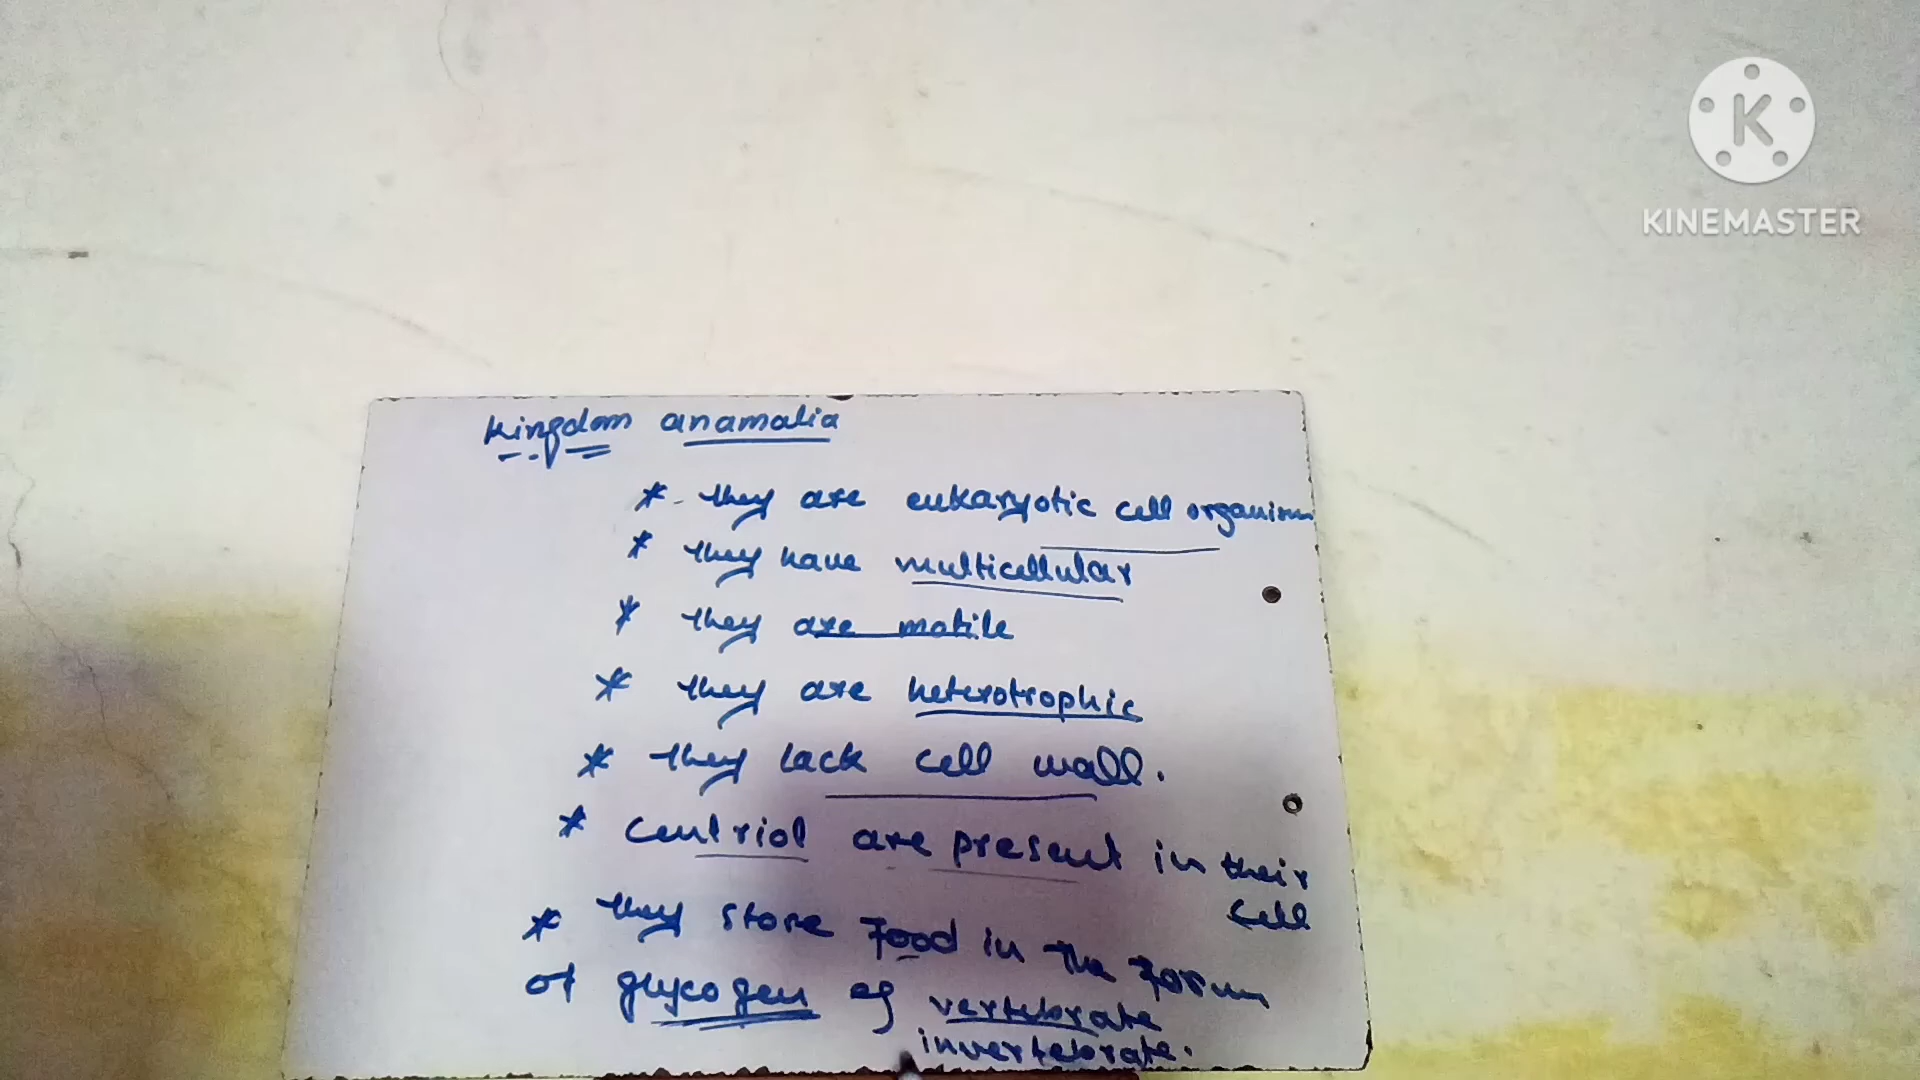 K
KINEMASTER
Kingdom anamalia
* they are eukaryotic cell organism
* they have multicellular
* they are motile
* they are heterotrophic
* they lack cell wall.
* centriol are present in their
cell
* they store food in the form
of glycogen eg vertebrate
invertebrate.